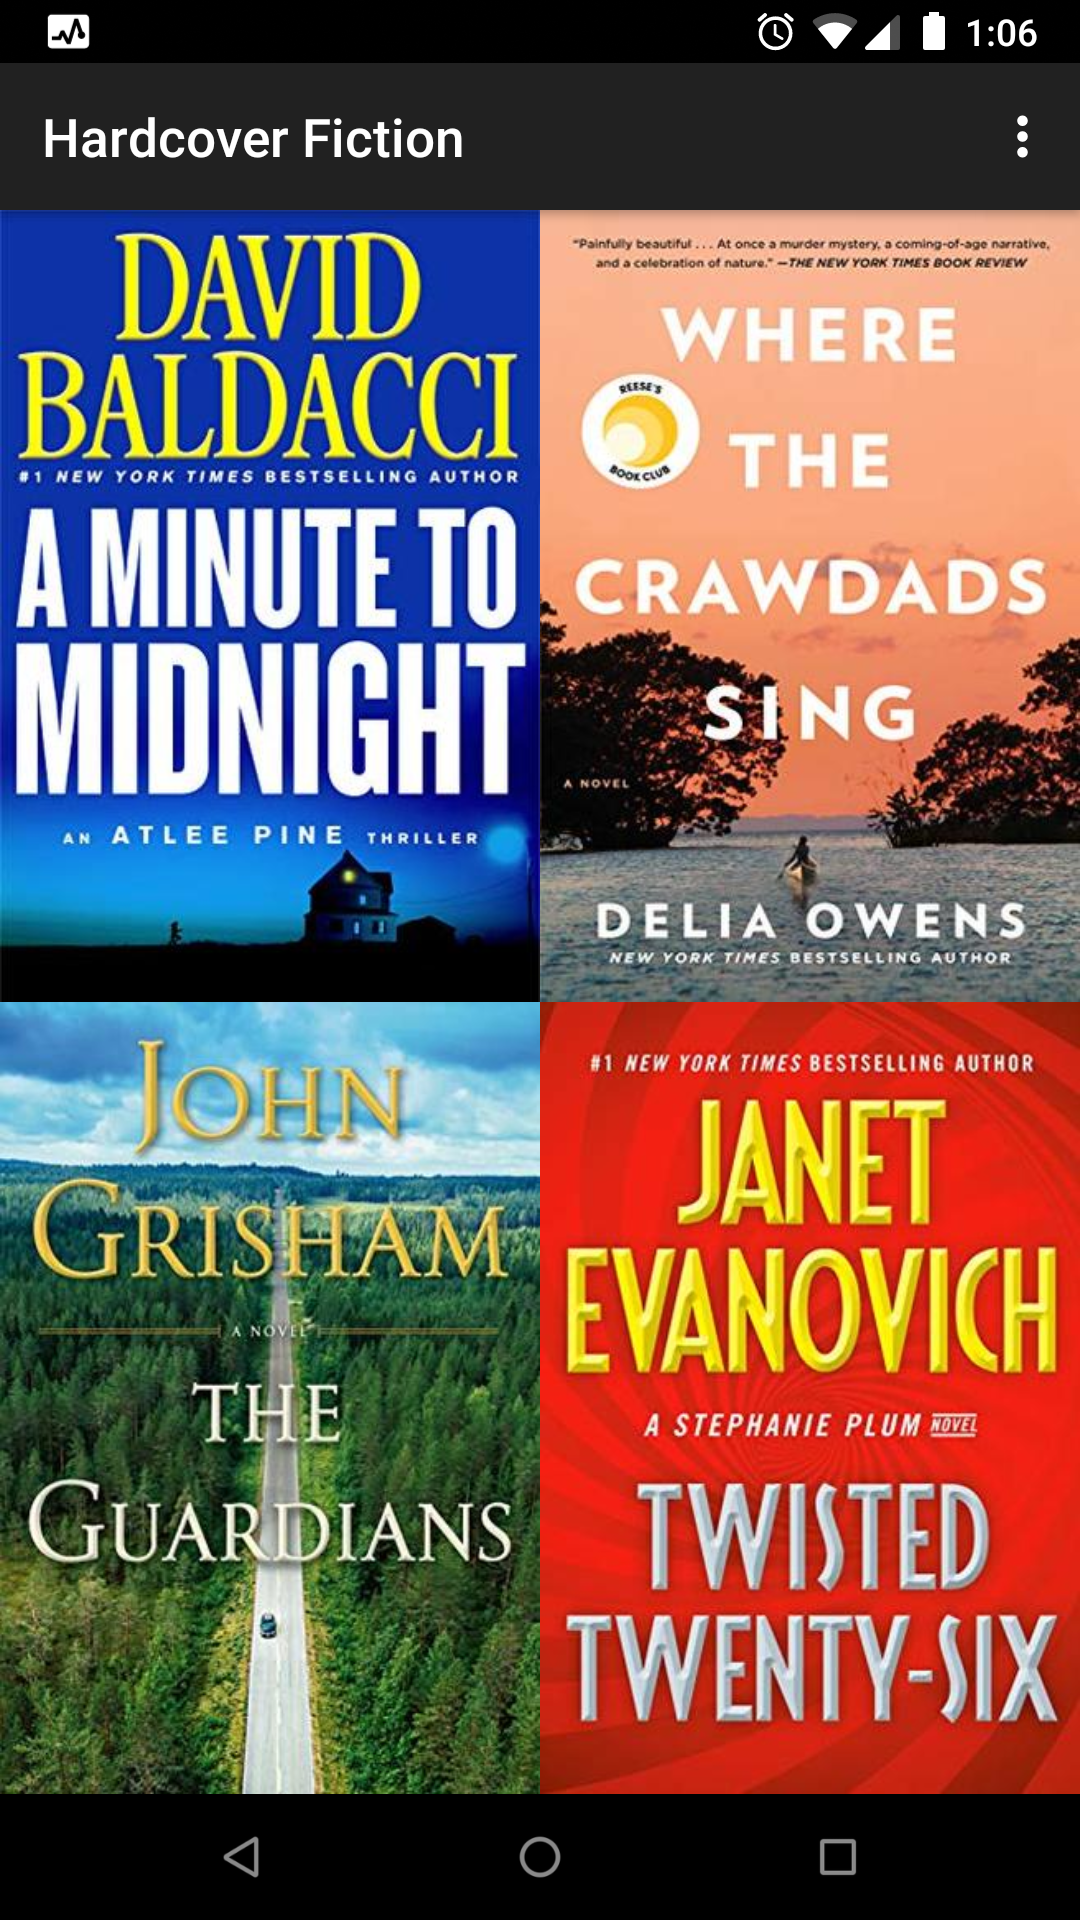 1:06
Hardcover Fiction
DAVID
BALDACCI
#1 NEW YORK TIMES BESTSELLING AUTHOR
A MINUTE TO
MIDNIGHT
AN ATLEE PINE THRILLER
"Painfully beautiful . . . At once a murder mystery, a coming-of-age narrative,
and a celebration of nature." —THE NEW YORK TIMES BOOK REVIEW
WHERE
REESE'S
BOOK CLUB
THE
CRAWDADS
SING
A NOVEL
DELIA OWENS
NEW YORK TIMES BESTSELLING AUTHOR
JOHN
GRISHAM
A NOVEL
THE
GUARDIANS
#1 NEW YORK TIMES BESTSELLING AUTHOR
JANET
EVANOVICH
A STEPHANIE PLUM NOVEL
TWISTED
TWENTY-SIX